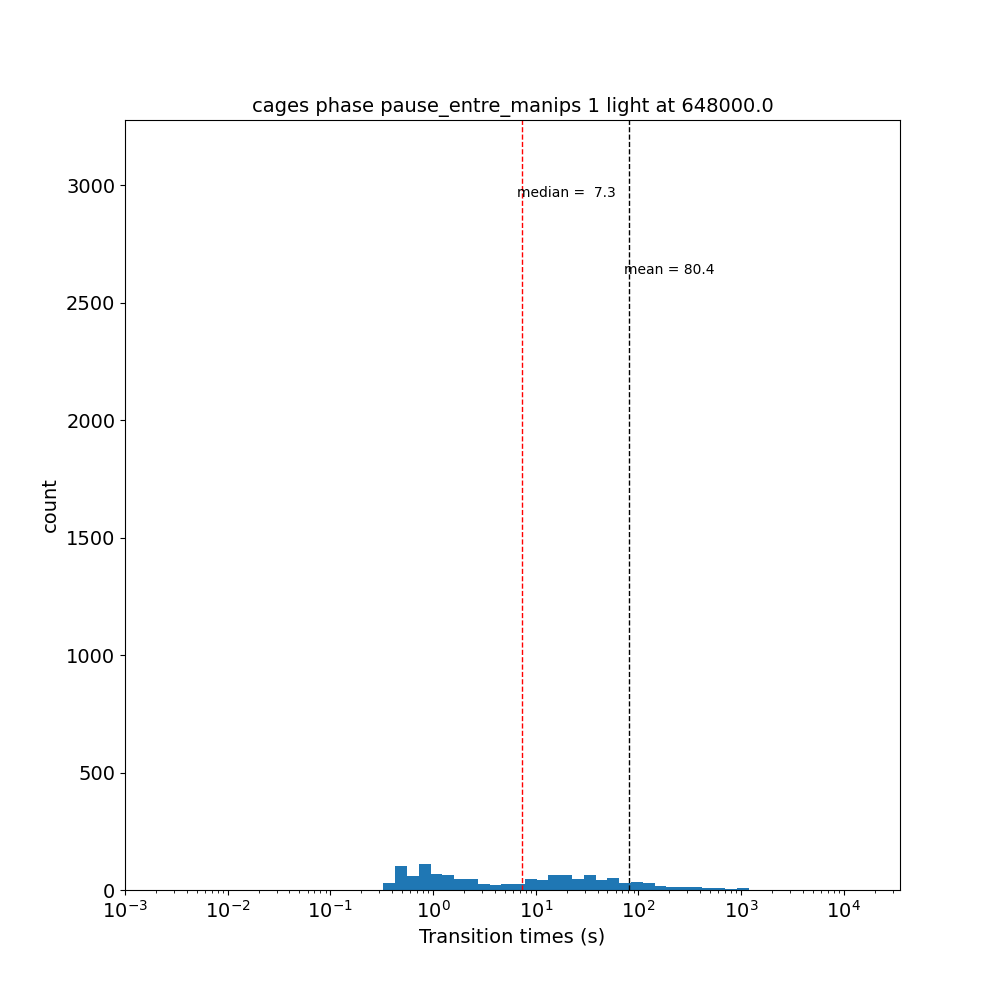 cages phase pause_entre_manips 1 light at 648000.0
3000
2500
2000
1500
1000
500
0
count
median =  7.3
mean = 80.4
10⁻³ 10⁻² 10⁻¹ 10⁰ 10¹ 10² 10³ 10⁴
Transition times (s)